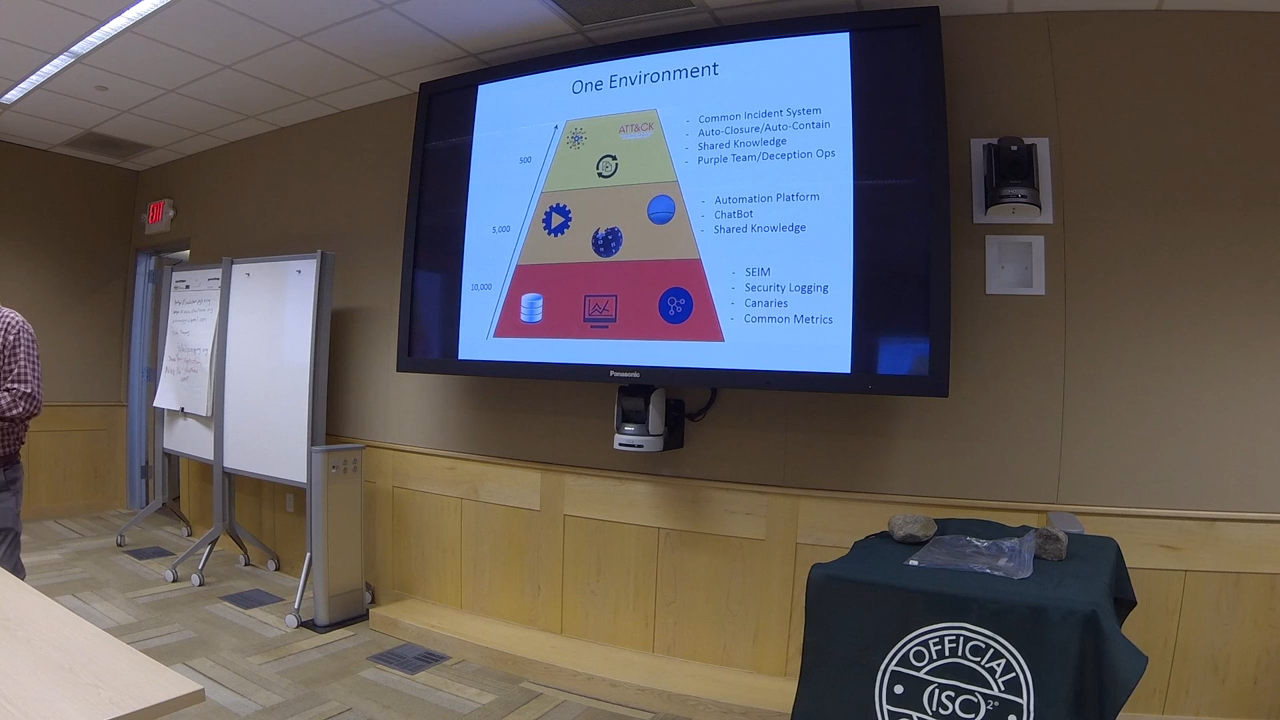 One Environment
ATT&CK
500
5,000
10,000
- Common Incident System
- Auto-Closure/Auto-Contain
- Shared Knowledge
- Purple Team/Deception Ops
- Automation Platform
- ChatBot
- Shared Knowledge
- SEIM
- Security Logging
- Canaries
- Common Metrics
Panasonic
EXIT
OFFICIAL
(ISC)²®